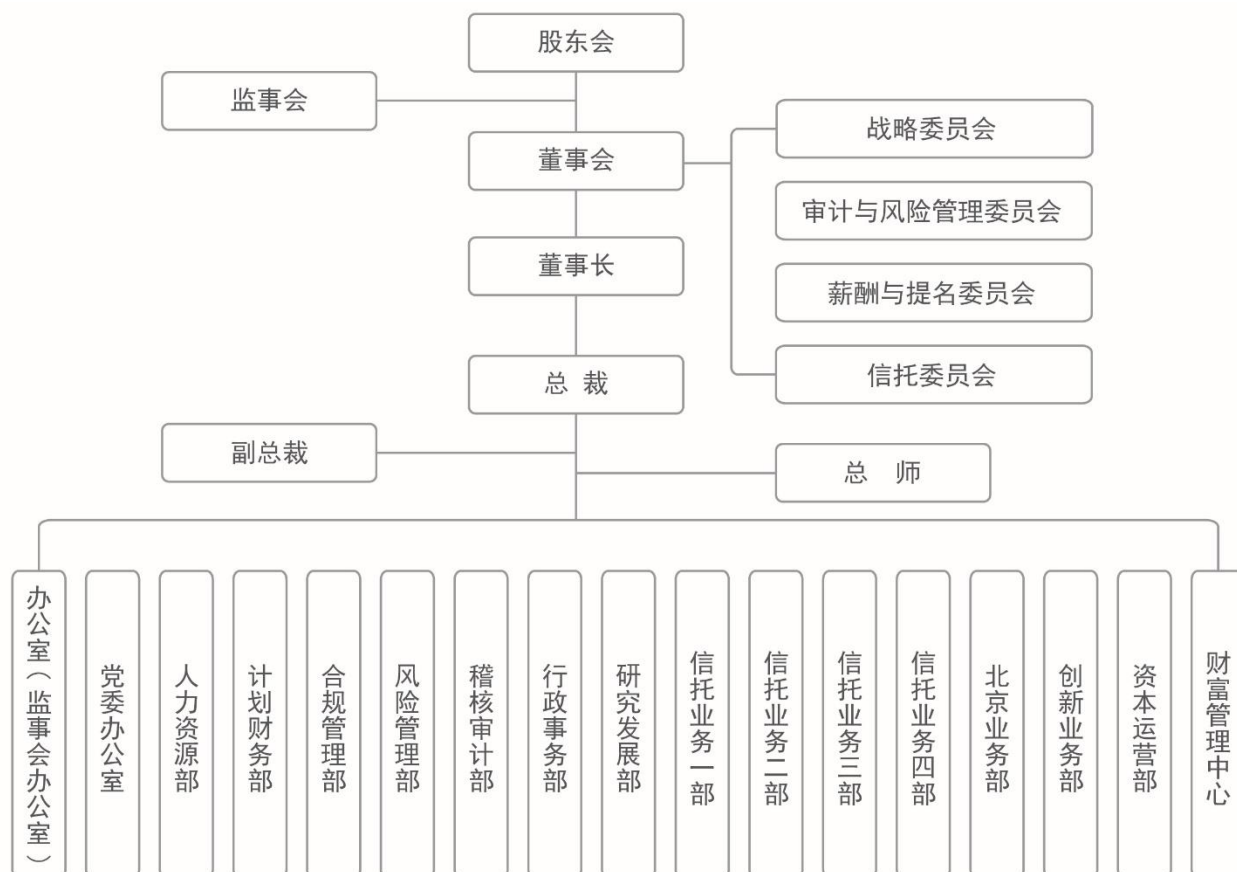 股东会
监事会
董事会
战略委员会
审计与风险管理委员会
董事长
薪酬与提名委员会
总 裁
信托委员会
副总裁
总 师
办公室（监事会办公室）
党委办公室
人力资源部
计划财务部
合规管理部
风险管理部
稽核审计部
行政事务部
研究发展部
信托业务一部
信托业务二部
信托业务三部
信托业务四部
北京业务部
创新业务部
资本运营部
财富管理中心